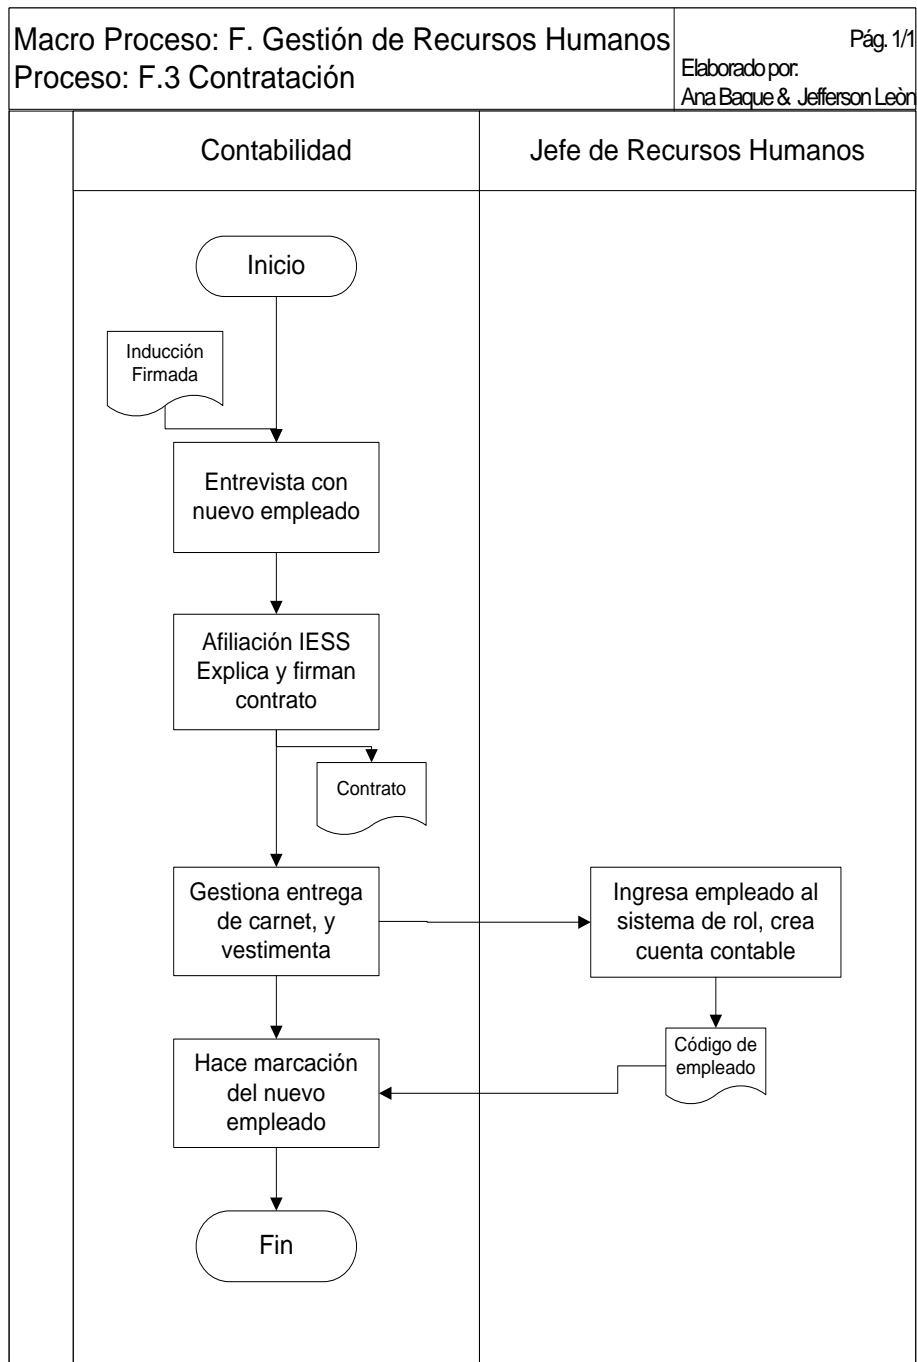 Macro Proceso: F. Gestión de Recursos Humanos
Proceso: F.3 Contratación
Pág. 1/1
Elaborado por:
Ana Baque & Jefferson Leòn
Contabilidad
Jefe de Recursos Humanos
Inicio
Inducción
Firmada
Entrevista con
nuevo empleado
Afiliación IESS
Explica y firman
contrato
Contrato
Gestiona entrega
de carnet, y
vestimenta
Ingresa empleado al
sistema de rol, crea
cuenta contable
Código de
empleado
Hace marcación
del nuevo
empleado
Fin